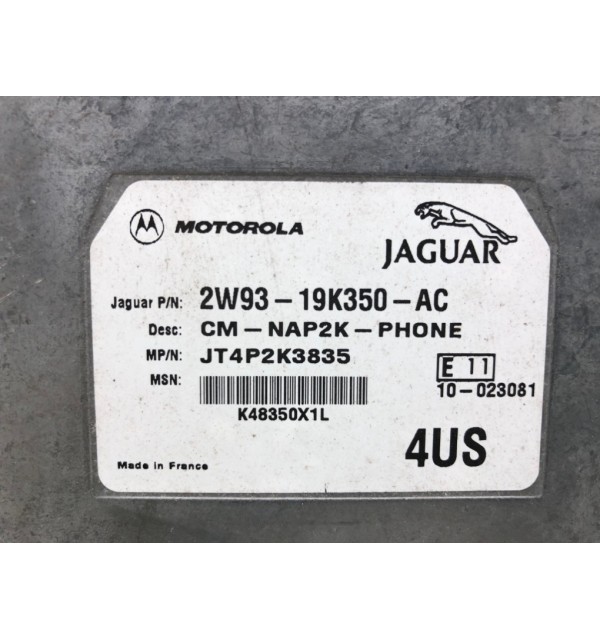 MOTOROLA
JAGUAR
Jaguar P/N: 2W93-19K350-AC
Desc: CM-NAP2K-PHONE
MP/N: JT4P2K3835
E 11
MSN:
10-023081
K48350X1L
4US
Made in France